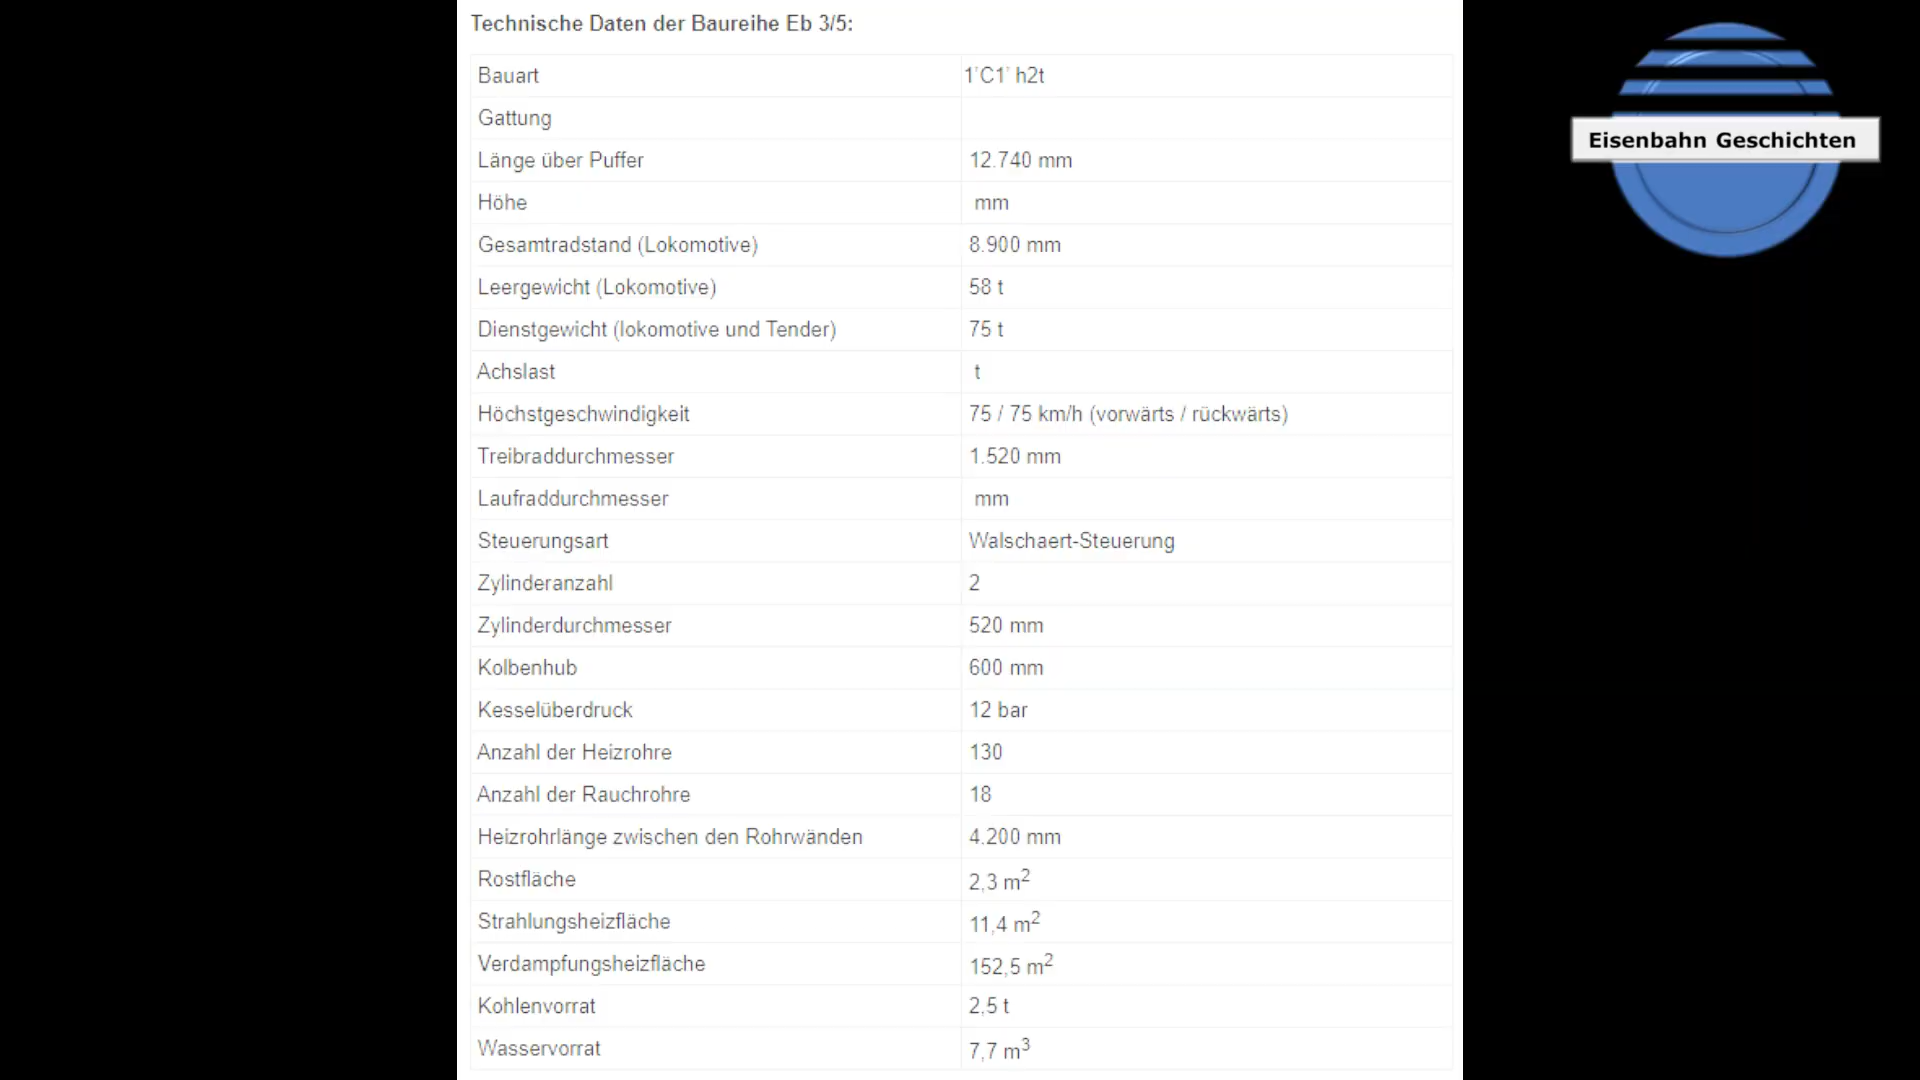 Technische Daten der Baureihe Eb 3/5:
Bauart 1'C1' h2t
Gattung
Länge über Puffer 12.740 mm
Höhe mm
Gesamtradstand (Lokomotive) 8.900 mm
Leergewicht (Lokomotive) 58 t
Dienstgewicht (lokomotive und Tender) 75 t
Achslast t
Höchstgeschwindigkeit 75 / 75 km/h (vorwärts / rückwärts)
Treibraddurchmesser 1.520 mm
Laufraddurchmesser mm
Steuerungsart Walschaert-Steuerung
Zylinderanzahl 2
Zylinderdurchmesser 520 mm
Kolbenhub 600 mm
Kesselüberdruck 12 bar
Anzahl der Heizrohre 130
Anzahl der Rauchrohre 18
Heizrohrlänge zwischen den Rohrwänden 4.200 mm
Rostfläche 2,3 m²
Strahlungsheizfläche 11,4 m²
Verdampfungsheizfläche 152,5 m²
Kohlenvorrat 2,5 t
Wasservorrat 7,7 m³
Eisenbahn Geschichten